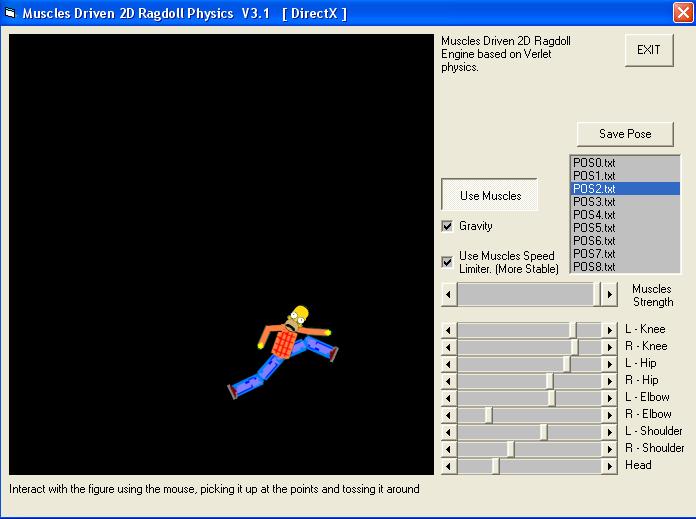 Muscles Driven 2D Ragdoll Physics V3.1 [ DirectX ]
Muscles Driven 2D Ragdoll
Engine based on Verlet
physics.
EXIT
Save Pose
POS0.txt
POS1.txt
POS2.txt
POS3.txt
POS4.txt
POS5.txt
POS6.txt
POS7.txt
POS8.txt
Use Muscles
Gravity
Use Muscles Speed
Limiter. (More Stable)
Muscles
Strength
L - Knee
R - Knee
L - Hip
R - Hip
L - Elbow
R - Elbow
L - Shoulder
R - Shoulder
Head
Interact with the figure using the mouse, picking it up at the points and tossing it around